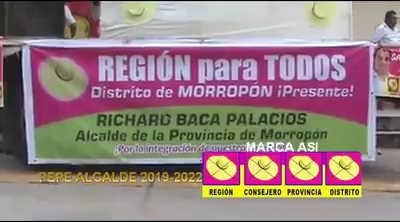 REGIÓN para TODOS
Distrito de MORROPÓN ¡Presente!
RICHARD BACA PALACIOS
Alcalde de la Provincia de Morropón
¡Por la integración de nuestro
MARCA ASI
PEPE ALCALDE 2019-2022
REGIÓN CONSEJERO PROVINCIA DISTRITO